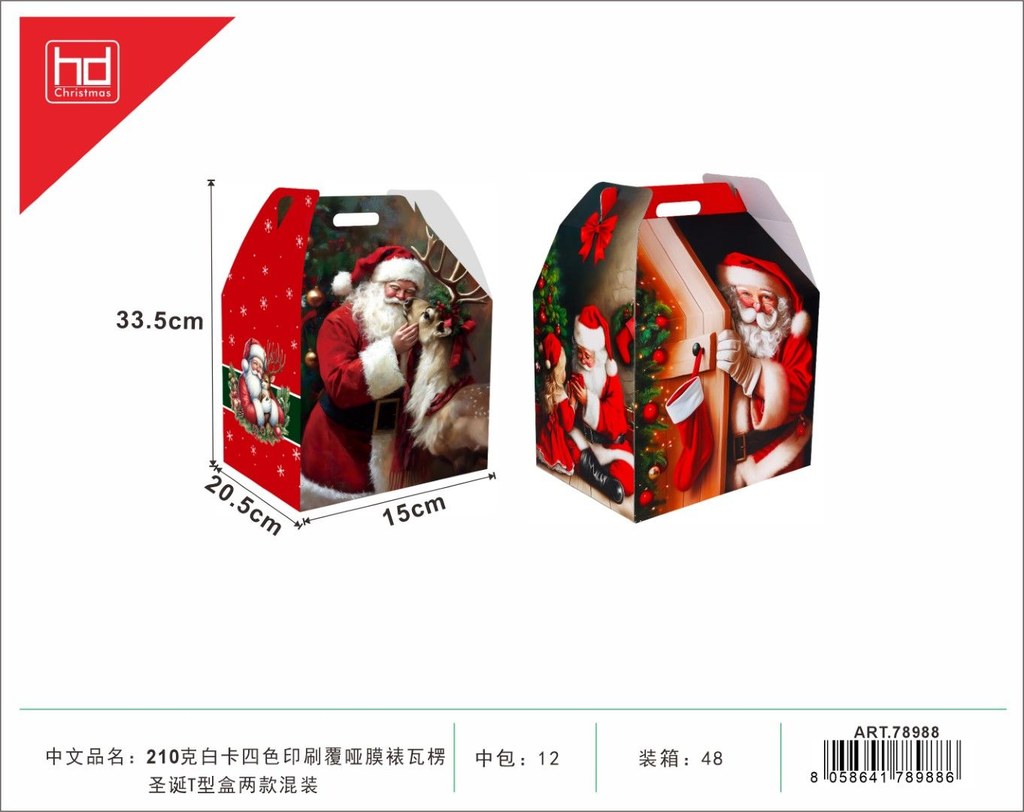 hd
Christmas
33.5cm
20.5cm
15cm
中文品名：210克白卡四色印刷覆哑膜裱瓦楞
圣诞T型盒两款混装
中包：12
装箱：48
ART.78988
8 058641 789886